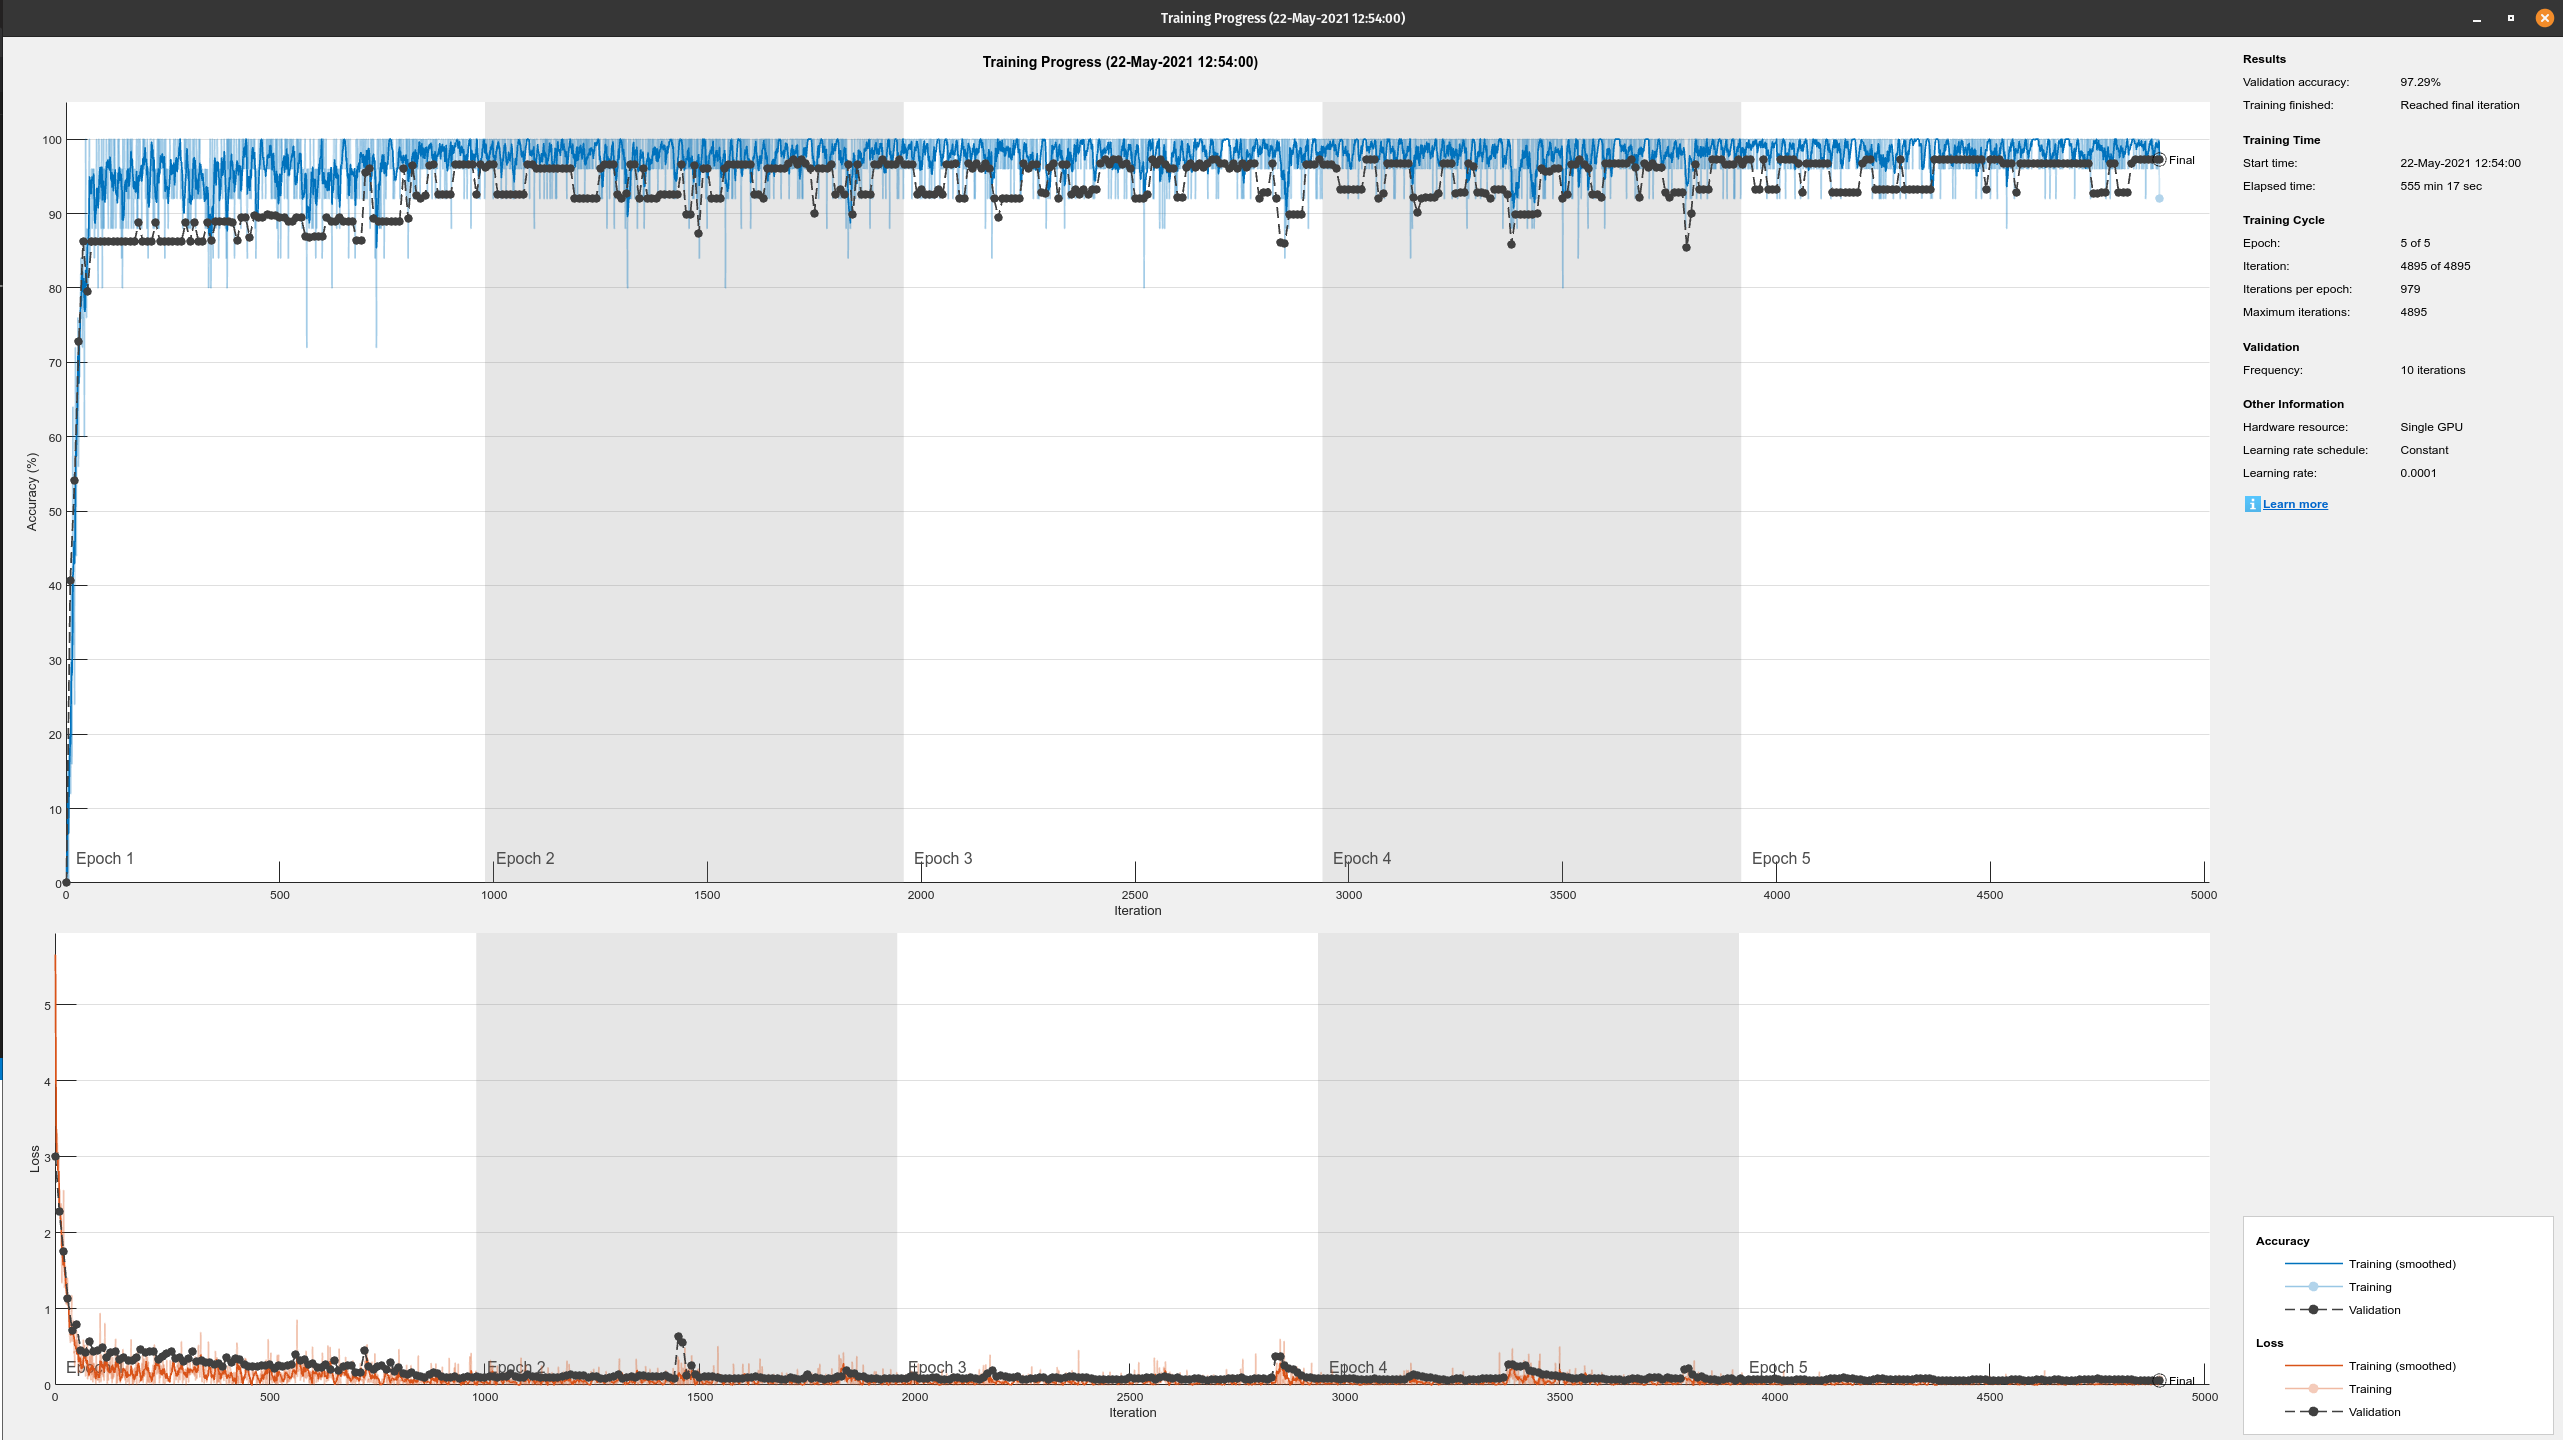 Training Progress (22-May-2021 12:54:00)
Training Progress (22-May-2021 12:54:00)
Accuracy (%)
100
90
80
70
60
50
40
30
20
10
0
Final
Epoch 1
Epoch 2
Epoch 3
Epoch 4
Epoch 5
0 500 1000 1500 2000 2500 3000 3500 4000 4500 5000
Iteration
Loss
5
4
3
2
1
0
Final
Epoch 2
Epoch 3
Epoch 4
Epoch 5
0 500 1000 1500 2000 2500 3000 3500 4000 4500 5000
Iteration
Results
Validation accuracy: 97.29%
Training finished: Reached final iteration
Training Time
Start time: 22-May-2021 12:54:00
Elapsed time: 555 min 17 sec
Training Cycle
Epoch: 5 of 5
Iteration: 4895 of 4895
Iterations per epoch: 979
Maximum iterations: 4895
Validation
Frequency: 10 iterations
Other Information
Hardware resource: Single GPU
Learning rate schedule: Constant
Learning rate: 0.0001
i Learn more
Accuracy
Training (smoothed)
Training
Validation
Loss
Training (smoothed)
Training
Validation